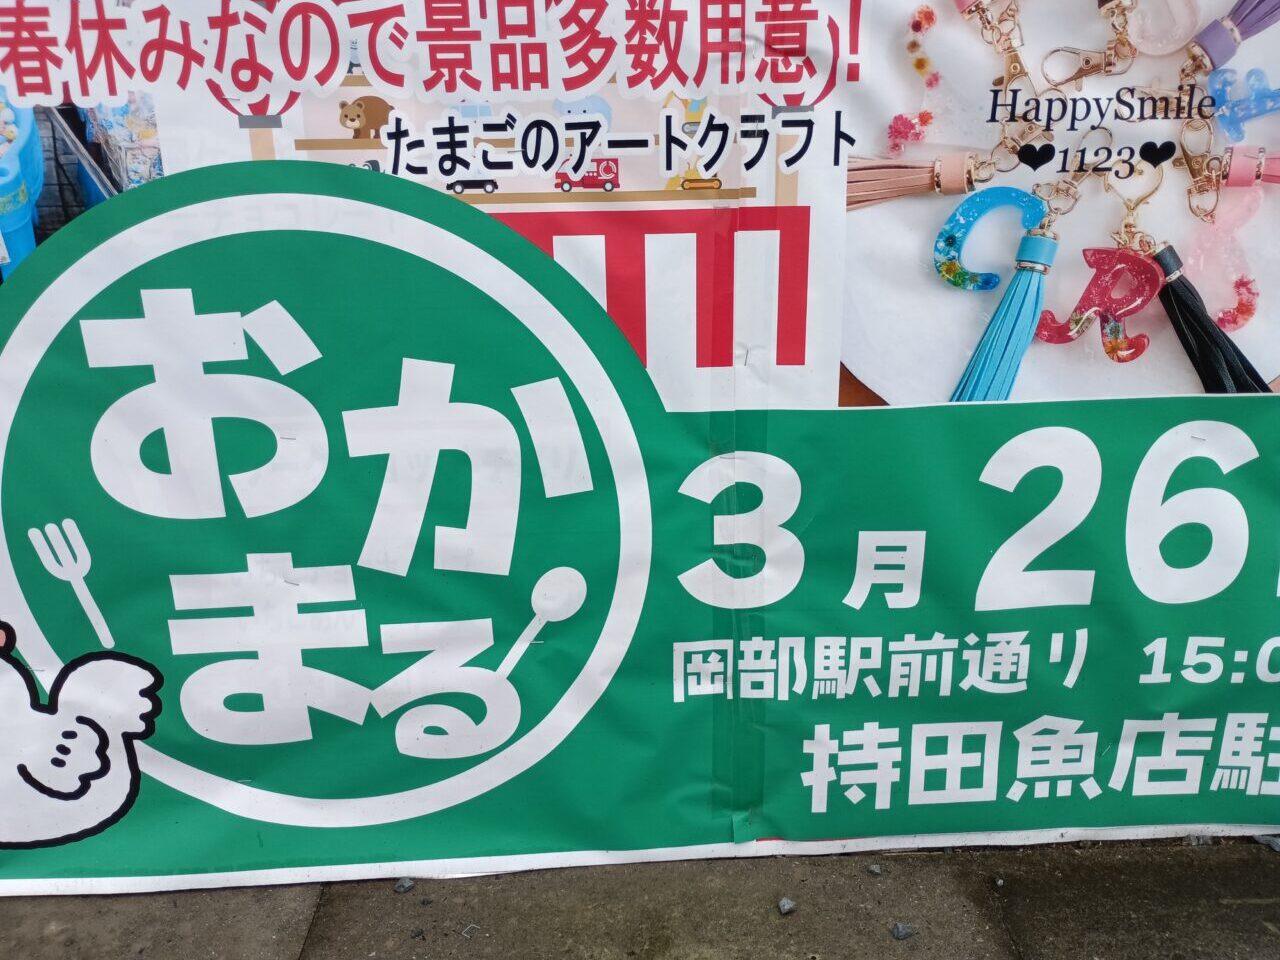 春休みなので景品多数用意!
たまごのアートクラフト
HappySmile
❤1123❤
おか
まる
3月26
岡部駅前通り 15:0
持田魚店駐